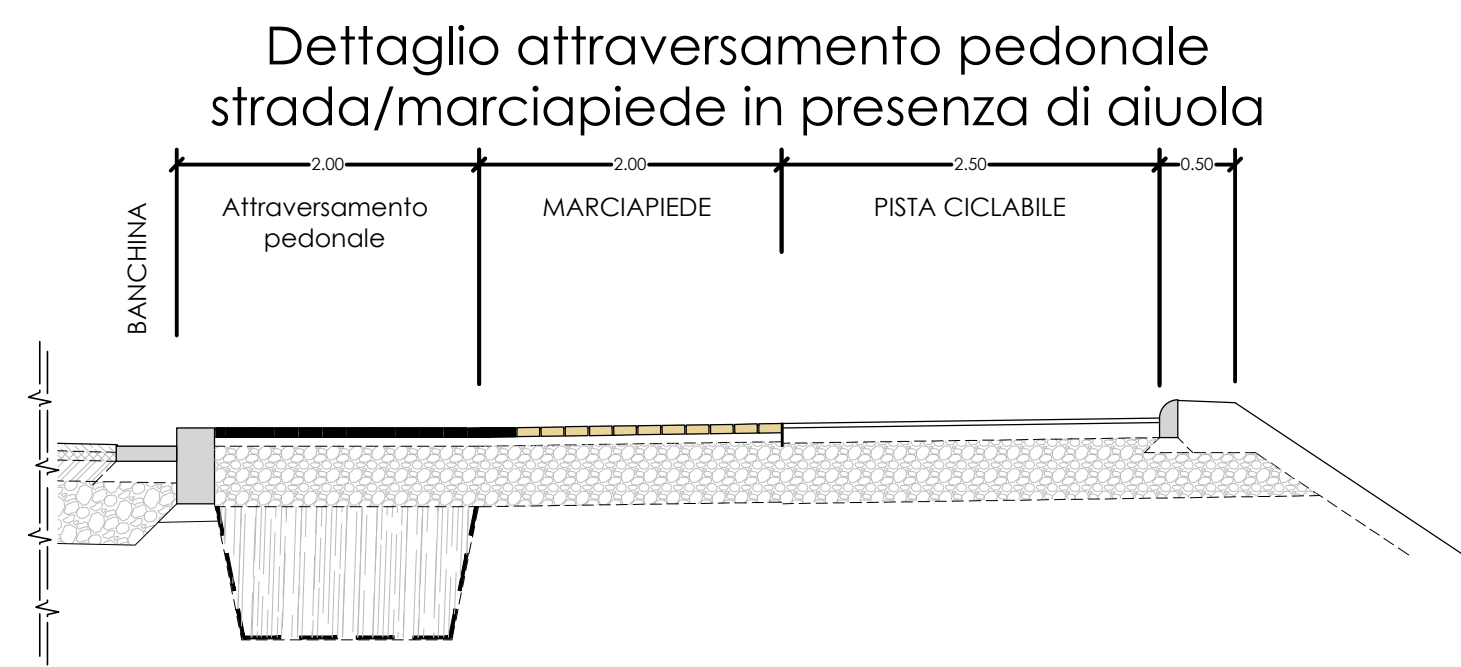 Dettaglio attraversamento pedonale
strada/marciapiede in presenza di aiuola
2.00
2.00
2.50
0.50
BANCHINA
Attraversamento
pedonale
MARCIAPIEDE
PISTA CICLABILE